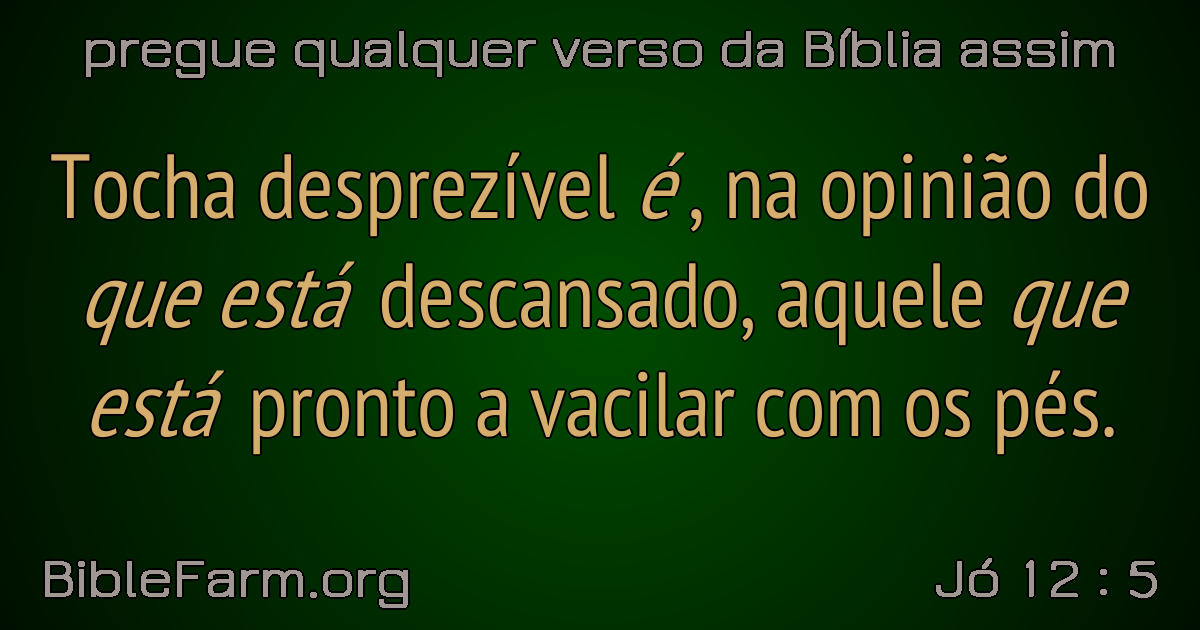 pregue qualquer verso da Bíblia assim
Tocha desprezível é, na opinião do
que está descansado, aquele que
está pronto a vacilar com os pés.
BibleFarm.org
Jó 12 : 5